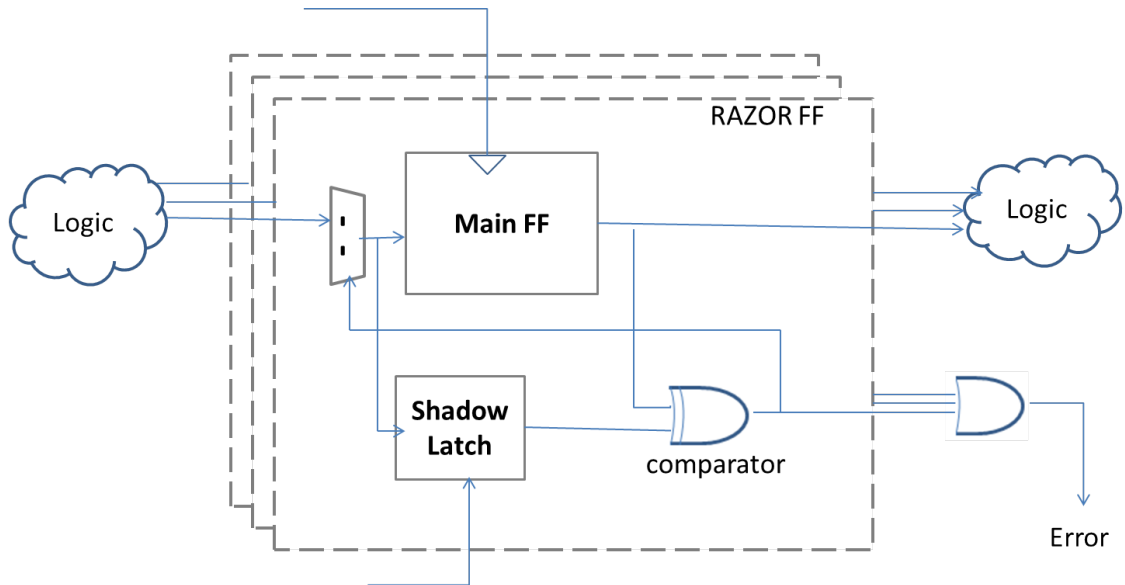 RAZOR FF
Logic
Main FF
Logic
Shadow
Latch
comparator
Error